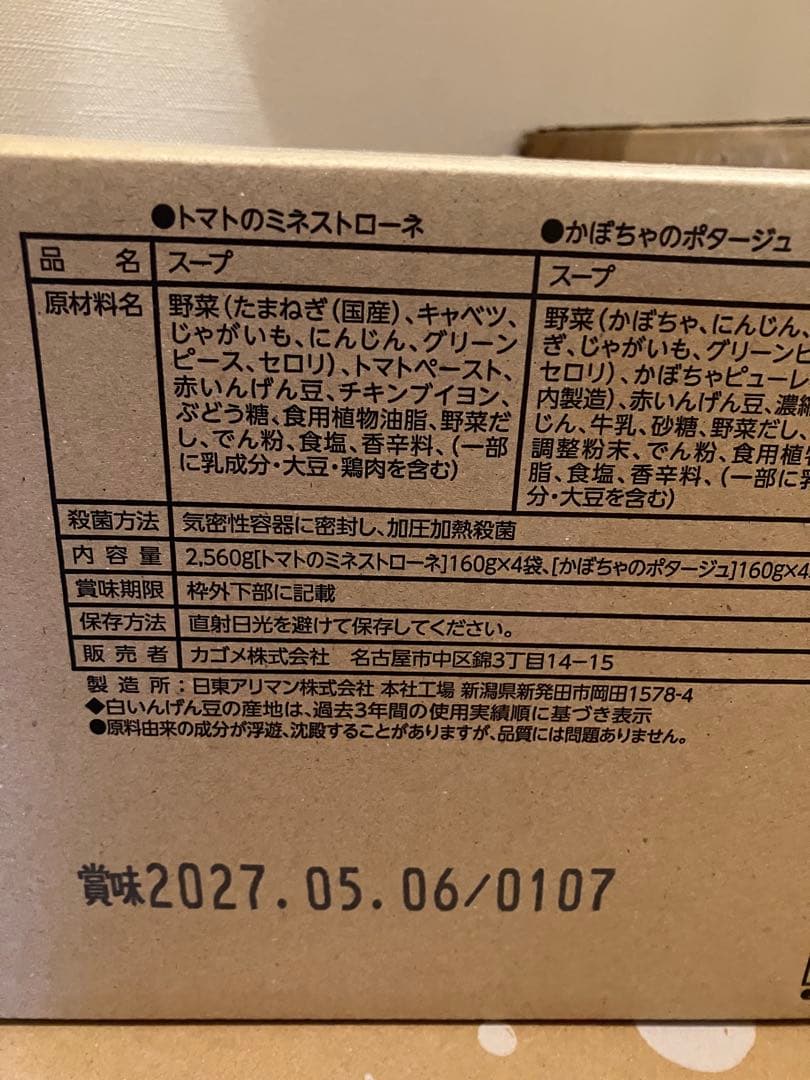 ●トマトのミネストローネ
●かぼちゃのポタージュ
品 名 スープ
スープ
原材料名 野菜(たまねぎ(国産)、キャベツ、
じゃがいも、にんじん、グリーン
ピース、セロリ)、トマトペースト、
赤いんげん豆、チキンブイヨン、
ぶどう糖、食用植物油脂、野菜だ
し、でん粉、食塩、香辛料、(一部
に乳成分・大豆・鶏肉を含む)
野菜(かぼちゃ、にんじん、
ぎ、じゃがいも、グリーンピ
セロリ)、かぼちゃピューレ
内製造)、赤いんげん豆、濃縮
じん、牛乳、砂糖、野菜だし、
調整粉末、でん粉、食用植物
脂、食塩、香辛料、(一部に乳
分・大豆を含む)
殺菌方法 気密性容器に密封し、加圧加熱殺菌
内容量 2,560g[トマトのミネストローネ]160g×4袋、[かぼちゃのポタージュ]160g×4
賞味期限 枠外下部に記載
保存方法 直射日光を避けて保存してください。
販売者 カゴメ株式会社 名古屋市中区錦3丁目14-15
製造所:日東アリマン株式会社 本社工場 新潟県新発田市岡田1578-4
◆白いんげん豆の産地は、過去3年間の使用実績順に基づき表示
●原料由来の成分が浮遊、沈殿することがありますが、品質には問題ありません。
賞味2027.05.06/0107